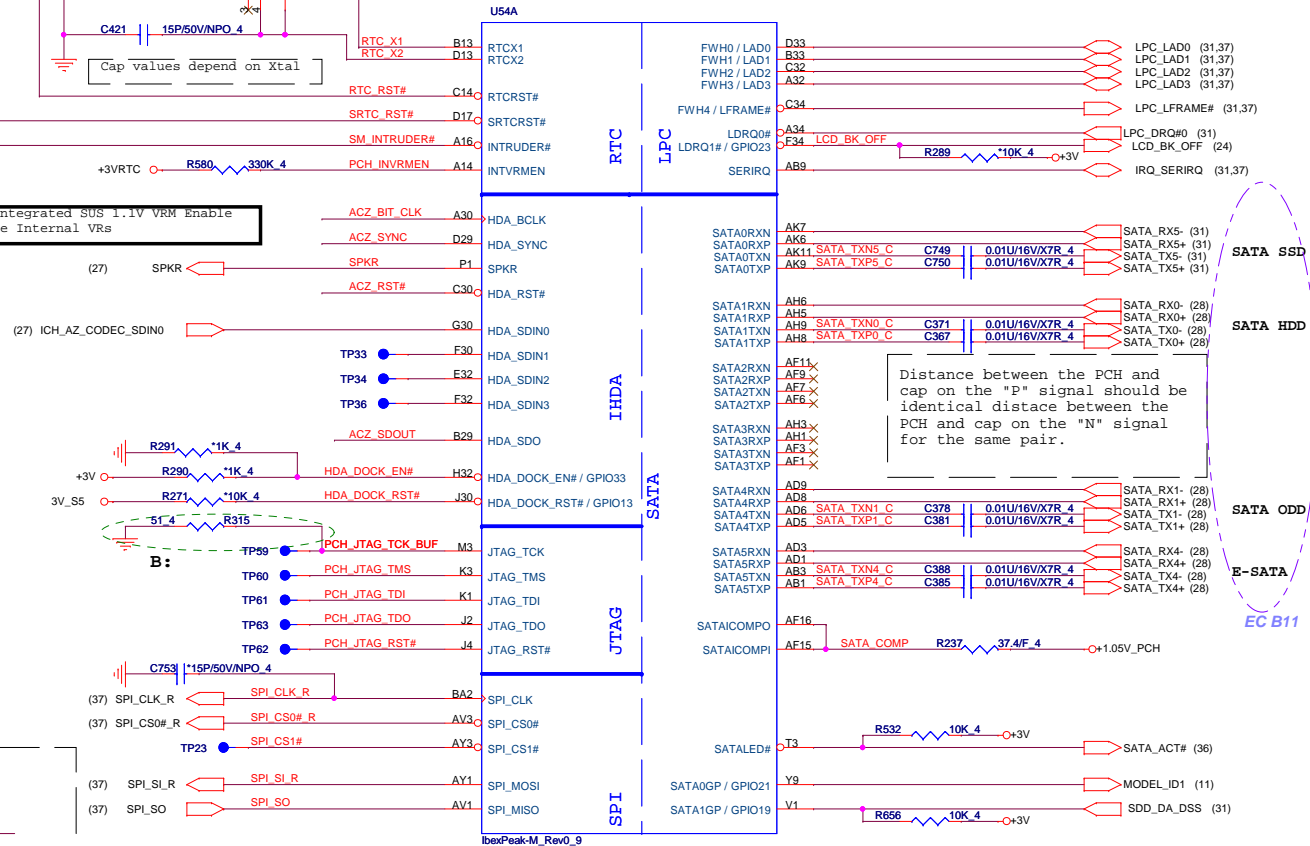 U54A
C421 15P/50V/NPO_4
Cap values depend on Xtal
RTC_X1 B13 RTCX1
RTC_X2 D13 RTCX2
RTC_RST# C14 RTCRST#
SRTC_RST# D17 SRTCRST#
SM_INTRUDER# A16 INTRUDER#
+3VRTC R580 330K_4 PCH_INVRMEN A14 INTVRMEN
RTC
LPC
FWH0 / LAD0 D33 LPC_LAD0 (31,37)
FWH1 / LAD1 B33 LPC_LAD1 (31,37)
FWH2 / LAD2 C32 LPC_LAD2 (31,37)
FWH3 / LAD3 A32 LPC_LAD3 (31,37)
FWH4 / LFRAME# C34 LPC_LFRAME# (31,37)
LDRQ0# A34 LPC_DRQ#0 (31)
LDRQ1# / GPIO23 F34 LCD_BK_OFF LCD_BK_OFF (24)
R289 *10K_4 +3V
SERIRQ AB9 IRQ_SERIRQ (31,37)
ntegrated SUS 1.1V VRM Enable
e Internal VRs
ACZ_BIT_CLK A30 HDA_BCLK
ACZ_SYNC D29 HDA_SYNC
(27) SPKR SPKR P1 SPKR
ACZ_RST# C30 HDA_RST#
(27) ICH_AZ_CODEC_SDIN0 G30 HDA_SDIN0
TP33 F30 HDA_SDIN1
TP34 E32 HDA_SDIN2
TP36 F32 HDA_SDIN3
ACZ_SDOUT B29 HDA_SDO
R291 *1K_4
+3V R290 *1K_4 HDA_DOCK_EN# H32 HDA_DOCK_EN# / GPIO33
3V_S5 R271 *10K_4 HDA_DOCK_RST# J30 HDA_DOCK_RST# / GPIO13
IHDA
SATA
SATA0RXN AK7 SATA_RX5- (31)
SATA0RXP AK6 SATA_RX5+ (31)
SATA0TXN AK11 SATA_TXN5_C C749 0.01U/16V/X7R_4 SATA_TX5- (31)
SATA0TXP AK9 SATA_TXP5_C C750 0.01U/16V/X7R_4 SATA_TX5+ (31)
SATA SSD
SATA1RXN AH6 SATA_RX0- (28)
SATA1RXP AH5 SATA_RX0+ (28)
SATA1TXN AH9 SATA_TXN0_C C371 0.01U/16V/X7R_4 SATA_TX0- (28)
SATA1TXP AH8 SATA_TXP0_C C367 0.01U/16V/X7R_4 SATA_TX0+ (28)
SATA HDD
SATA2RXN AF11
SATA2RXP AF9
SATA2TXN AF7
SATA2TXP AF6
SATA3RXN AH3
SATA3RXP AH1
SATA3TXN AF3
SATA3TXP AF1
Distance between the PCH and
cap on the "P" signal should be
identical distace between the
PCH and cap on the "N" signal
for the same pair.
SATA4RXN AD9 SATA_RX1- (28)
SATA4RXP AD8 SATA_RX1+ (28)
SATA4TXN AD6 SATA_TXN1_C C378 0.01U/16V/X7R_4 SATA_TX1- (28)
SATA4TXP AD5 SATA_TXP1_C C381 0.01U/16V/X7R_4 SATA_TX1+ (28)
SATA ODD
SATA5RXN AD3 SATA_RX4- (28)
SATA5RXP AD1 SATA_RX4+ (28)
SATA5TXN AB3 SATA_TXN4_C C388 0.01U/16V/X7R_4 SATA_TX4- (28)
SATA5TXP AB1 SATA_TXP4_C C385 0.01U/16V/X7R_4 SATA_TX4+ (28)
E-SATA
EC B11
51_4 R315
B:
TP59 PCH_JTAG_TCK_BUF M3 JTAG_TCK
TP60 PCH_JTAG_TMS K3 JTAG_TMS
TP61 PCH_JTAG_TDI K1 JTAG_TDI
TP63 PCH_JTAG_TDO J2 JTAG_TDO
TP62 PCH_JTAG_RST# J4 JTAG_RST#
JTAG
SATAICOMPO AF16
SATAICOMPI AF15 SATA_COMP R237 37.4/F_4 +1.05V_PCH
C753 *15P/50V/NPO_4
(37) SPI_CLK_R SPI_CLK_R BA2 SPI_CLK
(37) SPI_CS0#_R SPI_CS0#_R AV3 SPI_CS0#
TP23 SPI_CS1# AY3 SPI_CS1#
(37) SPI_SI_R SPI_SI_R AY1 SPI_MOSI
(37) SPI_SO SPI_SO AV1 SPI_MISO
SPI
R532 10K_4 +3V
SATALED# T3 SATA_ACT# (36)
SATA0GP / GPIO21 Y9 MODEL_ID1 (11)
SATA1GP / GPIO19 V1 SDD_DA_DSS (31)
R656 10K_4 +3V
IbexPeak-M_Rev0_9